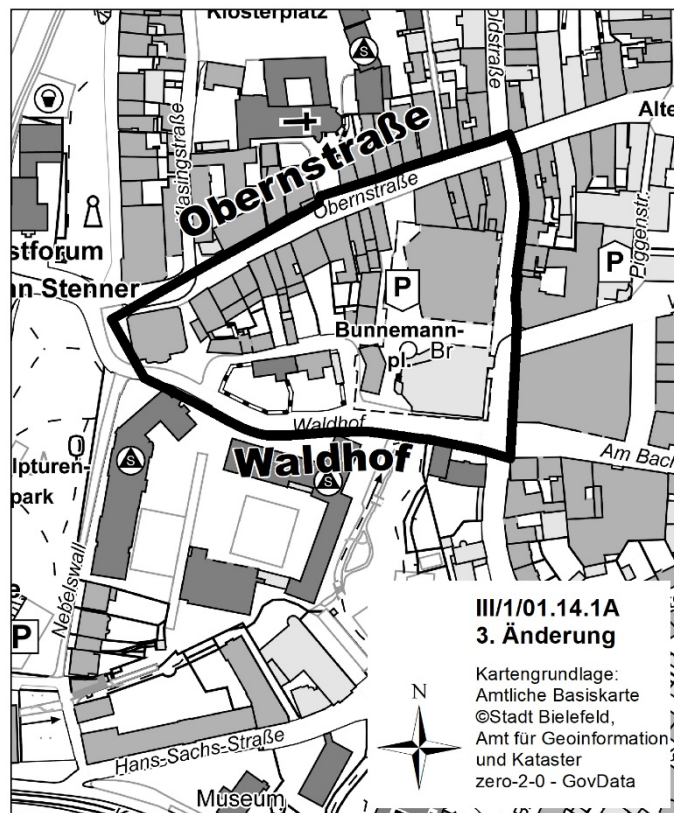 Klosterplatz
S
Obernstraße
Obernstraße
Alte
Piggenstr.
P
P
Bunnemann-
pl.
Br
stforum
nn Stenner
Waldhof
Waldhof
Am Bach
S
S
lpturen-
park
Nebelswall
e
P
Hans-Sachs-Straße
Museum
III/1/01.14.1A
3. Änderung
Kartengrundlage:
Amtliche Basiskarte
©Stadt Bielefeld,
Amt für Geoinformation
und Kataster
zero-2-0 - GovData
N